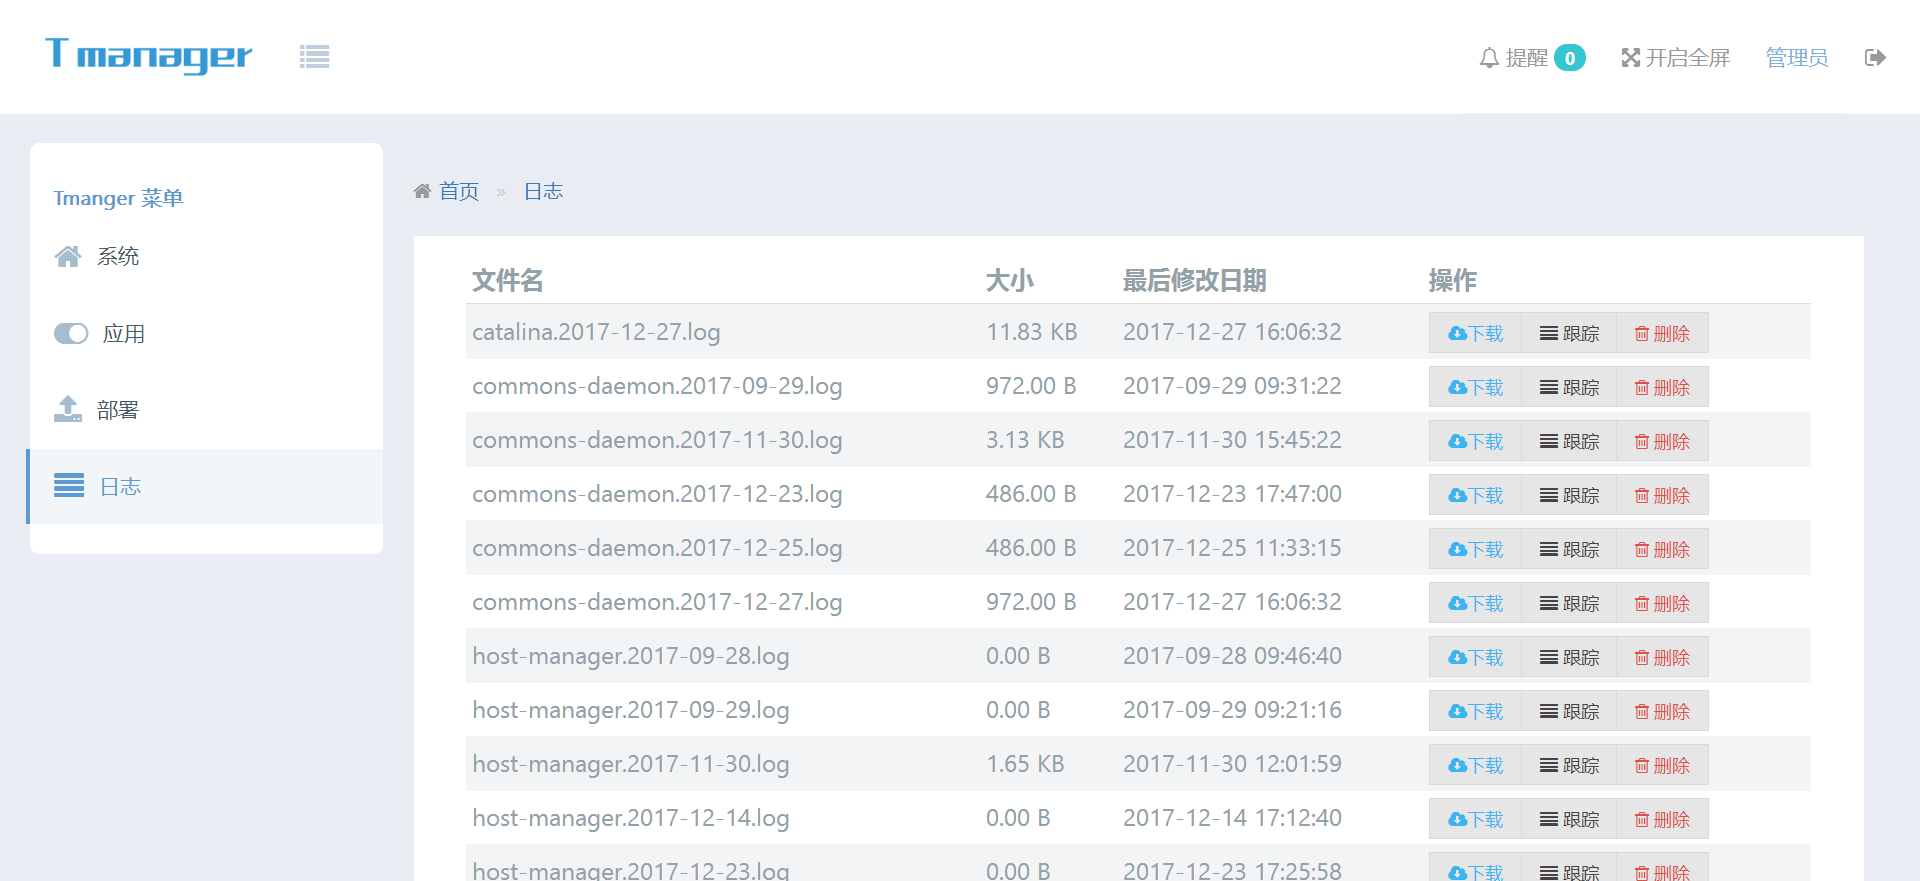 T manager
提醒 0 开启全屏 管理员
Tmanger 菜单
系统
应用
部署
日志
首页 » 日志
文件名 大小 最后修改日期 操作
catalina.2017-12-27.log 11.83 KB 2017-12-27 16:06:32 下载 跟踪 删除
commons-daemon.2017-09-29.log 972.00 B 2017-09-29 09:31:22 下载 跟踪 删除
commons-daemon.2017-11-30.log 3.13 KB 2017-11-30 15:45:22 下载 跟踪 删除
commons-daemon.2017-12-23.log 486.00 B 2017-12-23 17:47:00 下载 跟踪 删除
commons-daemon.2017-12-25.log 486.00 B 2017-12-25 11:33:15 下载 跟踪 删除
commons-daemon.2017-12-27.log 972.00 B 2017-12-27 16:06:32 下载 跟踪 删除
host-manager.2017-09-28.log 0.00 B 2017-09-28 09:46:40 下载 跟踪 删除
host-manager.2017-09-29.log 0.00 B 2017-09-29 09:21:16 下载 跟踪 删除
host-manager.2017-11-30.log 1.65 KB 2017-11-30 12:01:59 下载 跟踪 删除
host-manager.2017-12-14.log 0.00 B 2017-12-14 17:12:40 下载 跟踪 删除
host-manager.2017-12-23.log 0.00 B 2017-12-23 17:25:58 下载 跟踪 删除